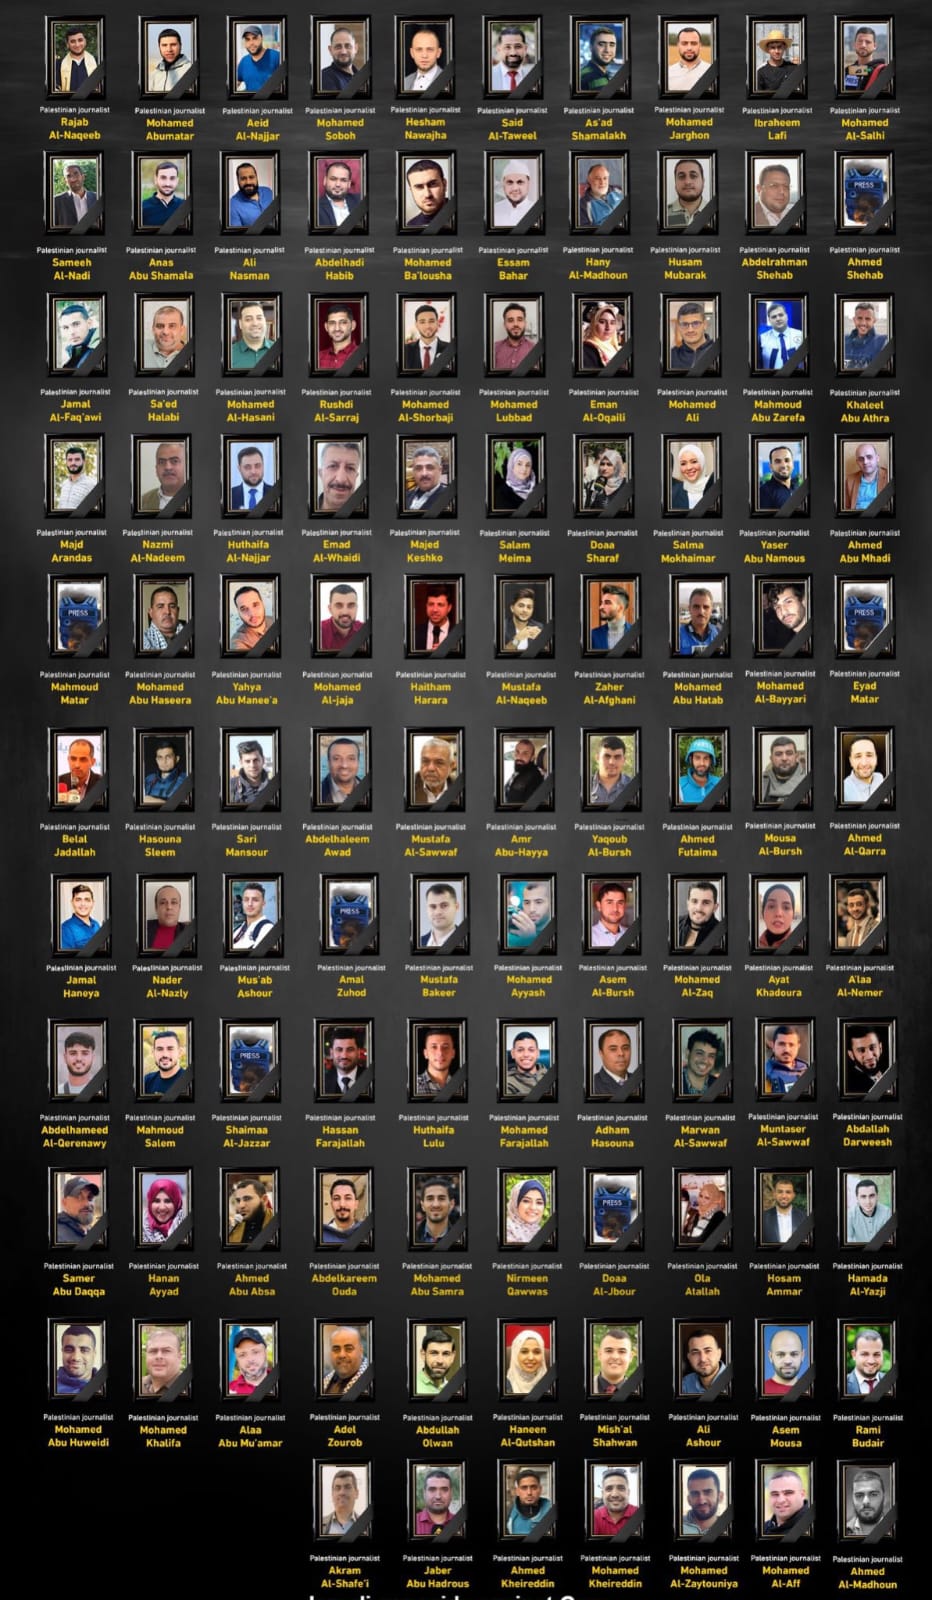 Palestinian journalist
Rajab
Al-Naqeeb
Palestinian journalist
Mohamed
Abumatar
Palestinian journalist
Aeid
Al-Najjar
Palestinian journalist
Mohamed
Soboh
Palestinian journalist
Hesham
Nawajha
Palestinian journalist
Said
Al-Taweel
Palestinian journalist
As'ad
Shamalakh
Palestinian journalist
Mohamed
Jarghon
Palestinian journalist
Ibraheem
Lafi
Palestinian journalist
Mohamed
Al-Salhi
Palestinian journalist
Sameeh
Al-Nadi
Palestinian journalist
Anas
Abu Shamala
Palestinian journalist
Ali
Nasman
Palestinian journalist
Abdelhadi
Habib
Palestinian journalist
Mohamed
Ba'lousha
Palestinian journalist
Essam
Bahar
Palestinian journalist
Hany
Al-Madhoun
Palestinian journalist
Husam
Mubarak
Palestinian journalist
Abdelrahman
Shehab
PRESS
Palestinian journalist
Ahmed
Shehab
Palestinian journalist
Jamal
Al-Faq'awi
Palestinian journalist
Sa'ed
Halabi
Palestinian journalist
Mohamed
Al-Hasani
Palestinian journalist
Rushdi
Al-Sarraj
Palestinian journalist
Mohamed
Al-Shorbaji
Palestinian journalist
Mohamed
Lubbad
Palestinian journalist
Eman
Al-Oqaili
Palestinian journalist
Mohamed
Ali
Palestinian journalist
Mahmoud
Abu Zarefa
Palestinian journalist
Khaleel
Abu Athra
Palestinian journalist
Majd
Arandas
Palestinian journalist
Nazmi
Al-Nadeem
Palestinian journalist
Huthaifa
Al-Najjar
Palestinian journalist
Emad
Al-Whaidi
Palestinian journalist
Majed
Keshko
Palestinian journalist
Salam
Meima
Palestinian journalist
Doaa
Sharaf
Palestinian journalist
Salma
Mokhaimar
Palestinian journalist
Yaser
Abu Namous
Palestinian journalist
Ahmed
Abu Mhadi
PRESS
Palestinian journalist
Mahmoud
Matar
Palestinian journalist
Mohamed
Abu Haseera
Palestinian journalist
Yahya
Abu Manee'a
Palestinian journalist
Mohamed
Al-jaja
Palestinian journalist
Haitham
Harara
Palestinian journalist
Mustafa
Al-Naqeeb
Palestinian journalist
Zaher
Al-Afghani
Palestinian journalist
Mohamed
Abu Hatab
Palestinian journalist
Mohamed
Al-Bayyari
PRESS
Palestinian journalist
Eyad
Matar
Palestinian journalist
Belal
Jadallah
Palestinian journalist
Hasouna
Sleem
Palestinian journalist
Sari
Mansour
Palestinian journalist
Abdelhaleem
Awad
Palestinian journalist
Mustafa
Al-Sawwaf
Palestinian journalist
Amr
Abu-Hayya
Palestinian journalist
Yaqoub
Al-Bursh
Palestinian journalist
Ahmed
Futaima
Palestinian journalist
Mousa
Al-Bursh
Palestinian journalist
Ahmed
Al-Qarra
Palestinian journalist
Jamal
Haneya
Palestinian journalist
Nader
Al-Nazly
Palestinian journalist
Mus'ab
Ashour
PRESS
Palestinian journalist
Amal
Zuhod
Palestinian journalist
Mustafa
Bakeer
Palestinian journalist
Mohamed
Ayyash
Palestinian journalist
Asem
Al-Bursh
Palestinian journalist
Mohamed
Al-Zaq
Palestinian journalist
Ayat
Khadoura
Palestinian journalist
A'laa
Al-Nemer
Palestinian journalist
Abdelhameed
Al-Qerenawy
Palestinian journalist
Mahmoud
Salem
PRESS
Palestinian journalist
Shaimaa
Al-Jazzar
Palestinian journalist
Hassan
Farajallah
Palestinian journalist
Huthaifa
Lulu
Palestinian journalist
Mohamed
Farajallah
Palestinian journalist
Adham
Hasouna
Palestinian journalist
Marwan
Al-Sawwaf
Palestinian journalist
Muntaser
Al-Sawwaf
Palestinian journalist
Abdallah
Darweesh
Palestinian journalist
Samer
Abu Daqqa
Palestinian journalist
Hanan
Ayyad
Palestinian journalist
Ahmed
Abu Absa
Palestinian journalist
Abdelkareem
Ouda
Palestinian journalist
Mohamed
Abu Samra
Palestinian journalist
Nirmeen
Qawwas
PRESS
Palestinian journalist
Doaa
Al-Jbour
Palestinian journalist
Ola
Atallah
Palestinian journalist
Hosam
Ammar
Palestinian journalist
Hamada
Al-Yazji
Palestinian journalist
Mohamed
Abu Huweidi
Palestinian journalist
Mohamed
Khalifa
Palestinian journalist
Alaa
Abu Mu'amar
Palestinian journalist
Adel
Zourob
Palestinian journalist
Abdullah
Olwan
Palestinian journalist
Haneen
Al-Qutshan
Palestinian journalist
Mish'al
Shahwan
Palestinian journalist
Ali
Ashour
Palestinian journalist
Asem
Mousa
Palestinian journalist
Rami
Budair
Palestinian journalist
Akram
Al-Shafe'i
Palestinian journalist
Jaber
Abu Hadrous
Palestinian journalist
Ahmed
Kheireddin
Palestinian journalist
Mohamed
Kheireddin
Palestinian journalist
Mohamed
Al-Zaytouniya
Palestinian journalist
Mohamed
Al-Aff
Palestinian journalist
Ahmed
Al-Madhoun